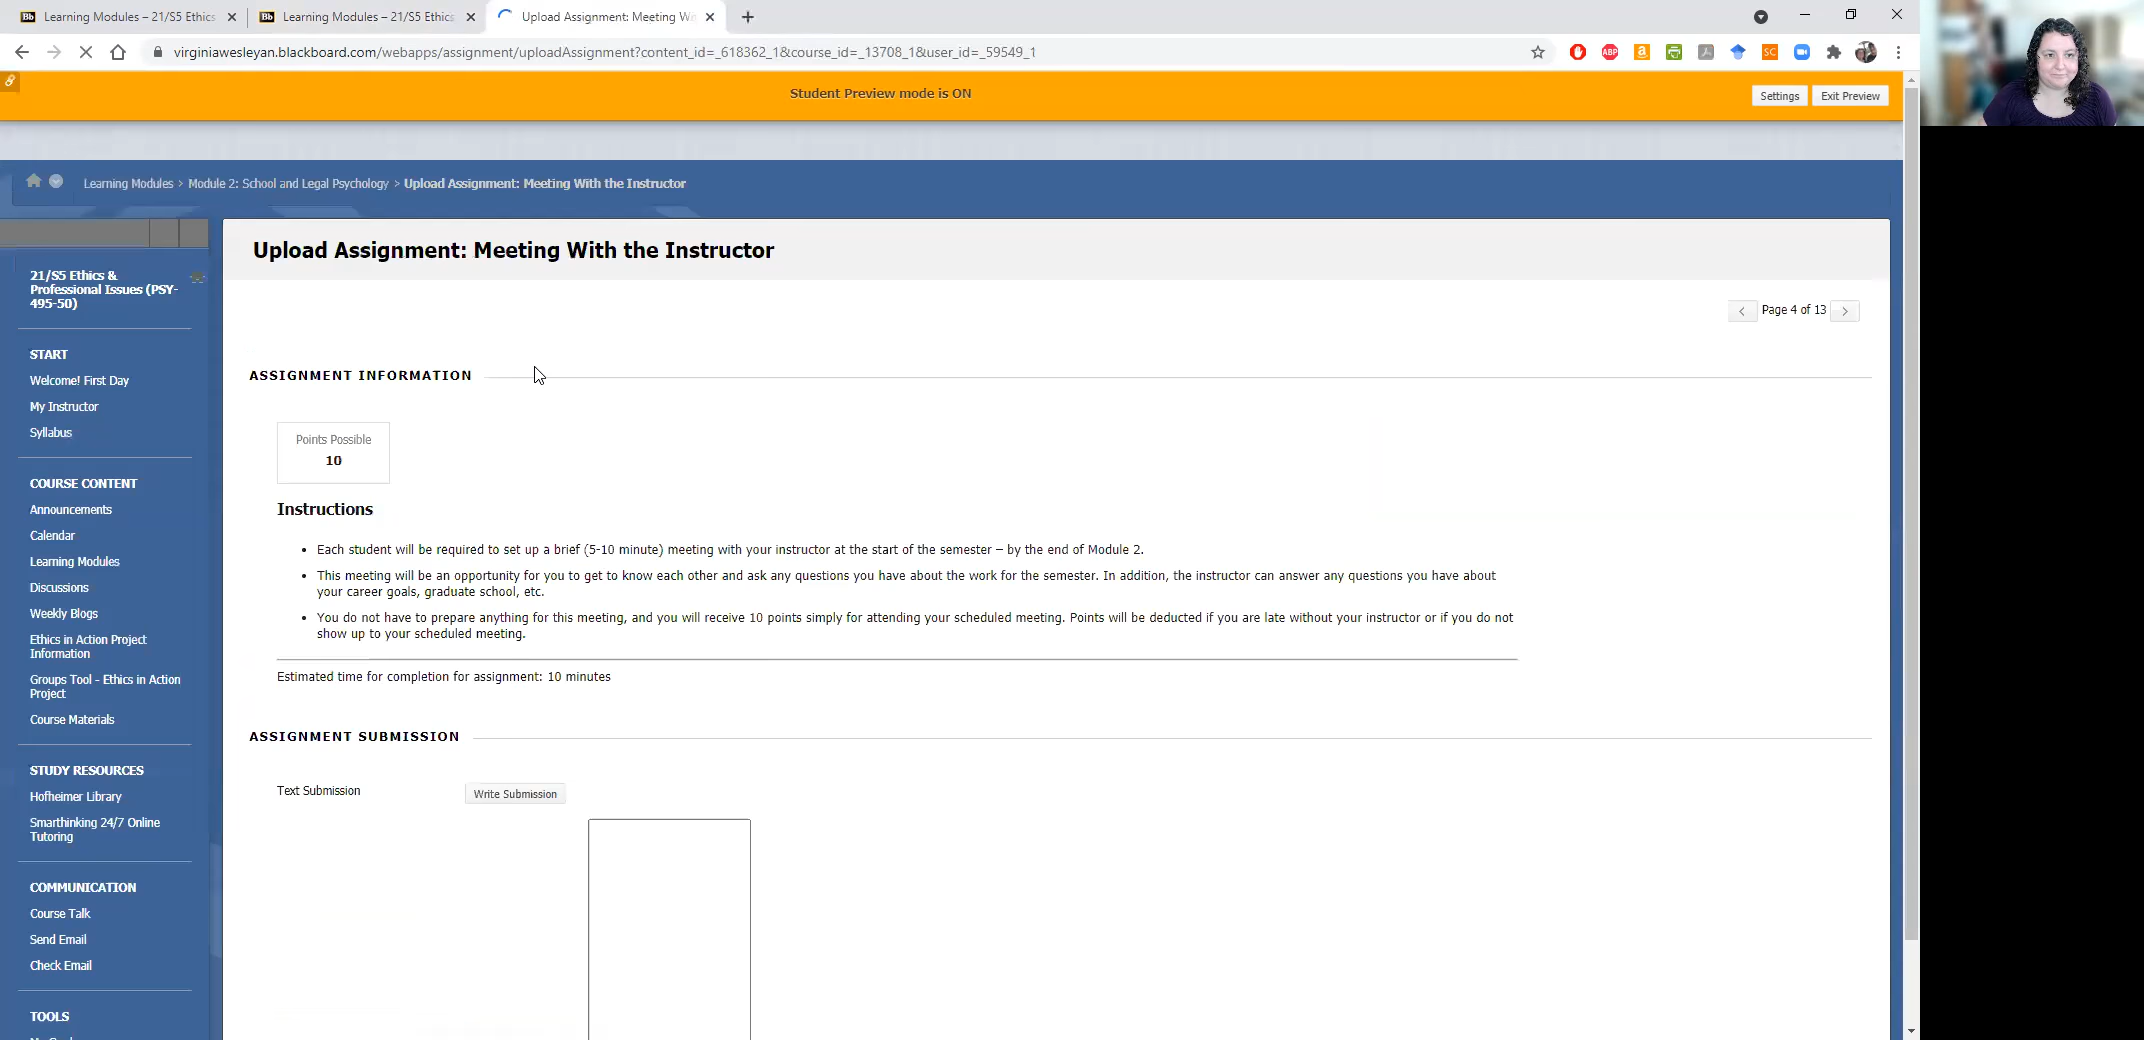 Learning Modules – 21/S5 Ethics
Learning Modules – 21/S5 Ethics
Upload Assignment: Meeting W
virginiawesleyan.blackboard.com/webapps/assignment/uploadAssignment?content_id=_618362_1&course_id=_13708_1&user_id=_59549_1
Student Preview mode is ON
Settings
Exit Preview
Learning Modules > Module 2: School and Legal Psychology > Upload Assignment: Meeting With the Instructor
21/S5 Ethics &
Professional Issues (PSY-
495-50)
START
Welcome! First Day
My Instructor
Syllabus
COURSE CONTENT
Announcements
Calendar
Learning Modules
Discussions
Weekly Blogs
Ethics in Action Project
Information
Groups Tool - Ethics in Action
Project
Course Materials
STUDY RESOURCES
Hofheimer Library
Smarthinking 24/7 Online
Tutoring
COMMUNICATION
Course Talk
Send Email
Check Email
TOOLS
Upload Assignment: Meeting With the Instructor
Page 4 of 13
ASSIGNMENT INFORMATION
Points Possible
10
Instructions
• Each student will be required to set up a brief (5-10 minute) meeting with your instructor at the start of the semester – by the end of Module 2.
• This meeting will be an opportunity for you to get to know each other and ask any questions you have about the work for the semester. In addition, the instructor can answer any questions you have about
your career goals, graduate school, etc.
• You do not have to prepare anything for this meeting, and you will receive 10 points simply for attending your scheduled meeting. Points will be deducted if you are late without your instructor or if you do not
show up to your scheduled meeting.
Estimated time for completion for assignment: 10 minutes
ASSIGNMENT SUBMISSION
Text Submission
Write Submission